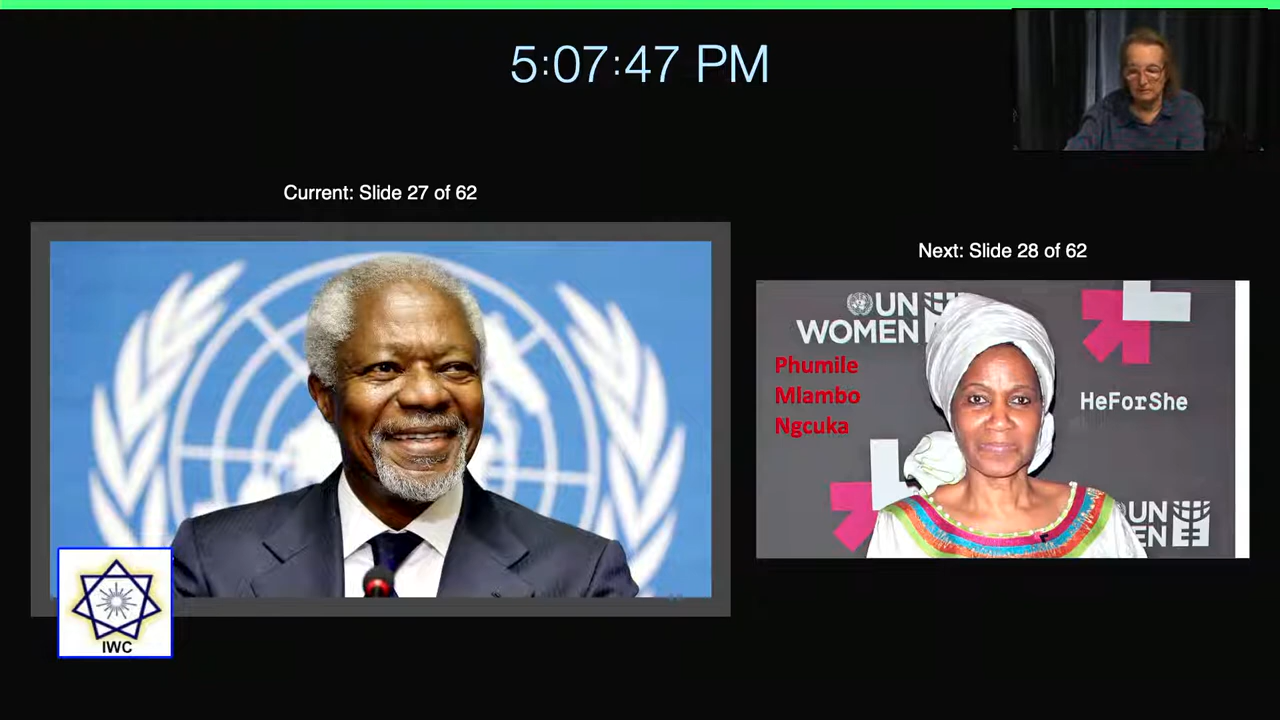 5:07:47 PM
Current: Slide 27 of 62
Next: Slide 28 of 62
UN
WOMEN
Phumile
Mlambo
Ngcuka
HeForShe
UN
EN
IWC